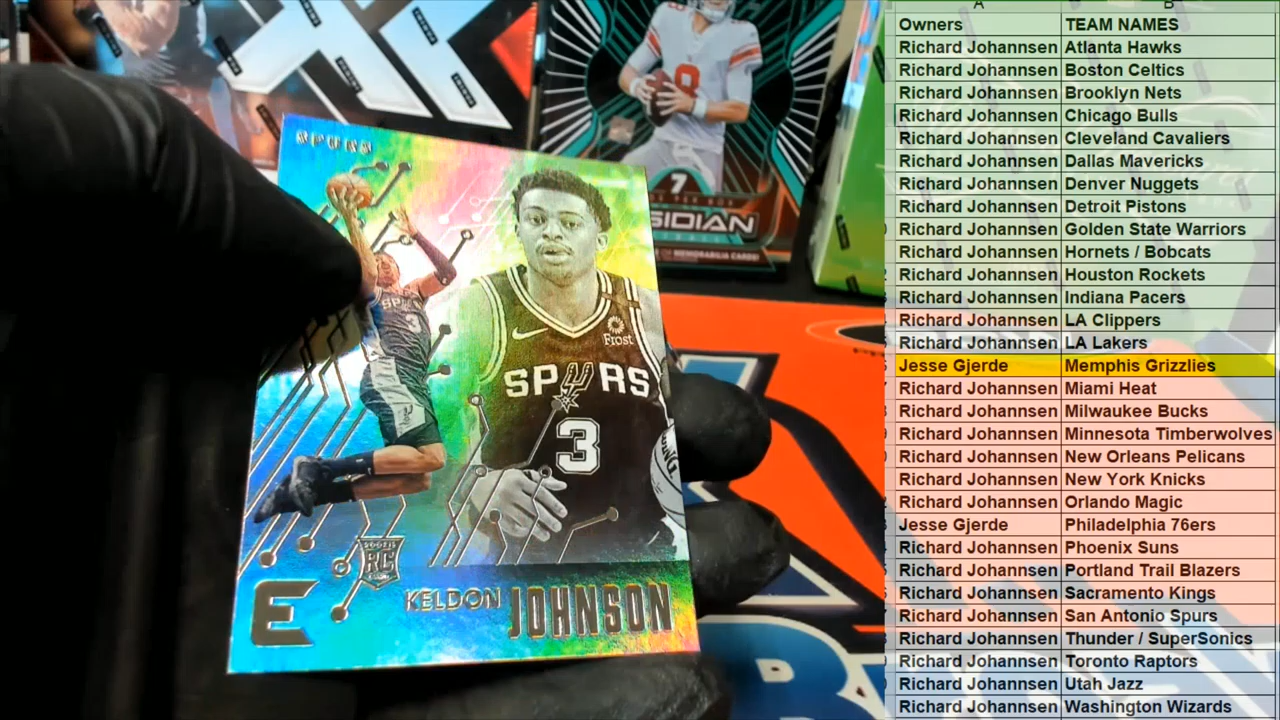 SPURS
SPURS
3
Frost
SPURS
3
ROOKIE
RC
E
KELDON JOHNSON
8
7
SIDIAN
MEMORABILIA CARDS!
A B
Owners TEAM NAMES
Richard Johannsen Atlanta Hawks
Richard Johannsen Boston Celtics
Richard Johannsen Brooklyn Nets
Richard Johannsen Chicago Bulls
Richard Johannsen Cleveland Cavaliers
Richard Johannsen Dallas Mavericks
Richard Johannsen Denver Nuggets
Richard Johannsen Detroit Pistons
Richard Johannsen Golden State Warriors
Richard Johannsen Hornets / Bobcats
Richard Johannsen Houston Rockets
Richard Johannsen Indiana Pacers
Richard Johannsen LA Clippers
Richard Johannsen LA Lakers
Jesse Gjerde Memphis Grizzlies
Richard Johannsen Miami Heat
Richard Johannsen Milwaukee Bucks
Richard Johannsen Minnesota Timberwolves
Richard Johannsen New Orleans Pelicans
Richard Johannsen New York Knicks
Richard Johannsen Orlando Magic
Jesse Gjerde Philadelphia 76ers
Richard Johannsen Phoenix Suns
Richard Johannsen Portland Trail Blazers
Richard Johannsen Sacramento Kings
Richard Johannsen San Antonio Spurs
Richard Johannsen Thunder / SuperSonics
Richard Johannsen Toronto Raptors
Richard Johannsen Utah Jazz
Richard Johannsen Washington Wizards